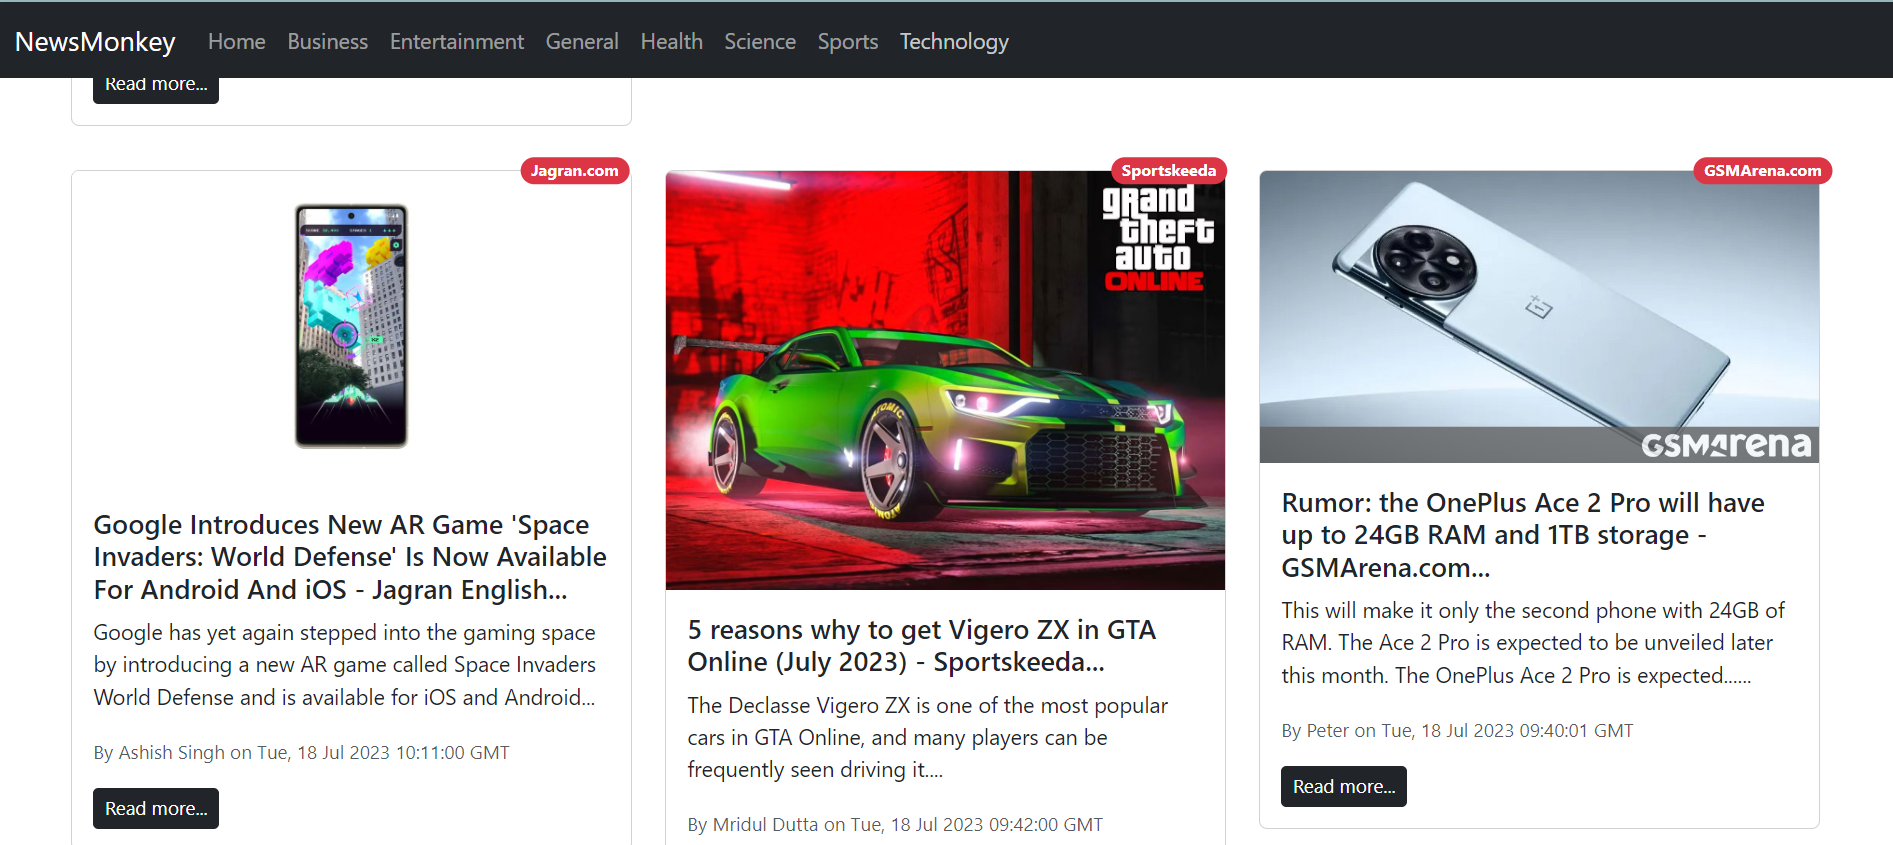 NewsMonkey Home Business Entertainment General Health Science Sports Technology
Read more...
Jagran.com
Google Introduces New AR Game 'Space
Invaders: World Defense' Is Now Available
For Android And iOS - Jagran English...
Google has yet again stepped into the gaming space
by introducing a new AR game called Space Invaders
World Defense and is available for iOS and Android...
By Ashish Singh on Tue, 18 Jul 2023 10:11:00 GMT
Read more...
Sportskeeda
grand
theft
auto
ONLINE
ATOMIC
ATOMIC
5 reasons why to get Vigero ZX in GTA
Online (July 2023) - Sportskeeda...
The Declasse Vigero ZX is one of the most popular
cars in GTA Online, and many players can be
frequently seen driving it....
By Mridul Dutta on Tue, 18 Jul 2023 09:42:00 GMT
GSMArena.com
GSMArena
Rumor: the OnePlus Ace 2 Pro will have
up to 24GB RAM and 1TB storage -
GSMArena.com...
This will make it only the second phone with 24GB of
RAM. The Ace 2 Pro is expected to be unveiled later
this month. The OnePlus Ace 2 Pro is expected......
By Peter on Tue, 18 Jul 2023 09:40:01 GMT
Read more...